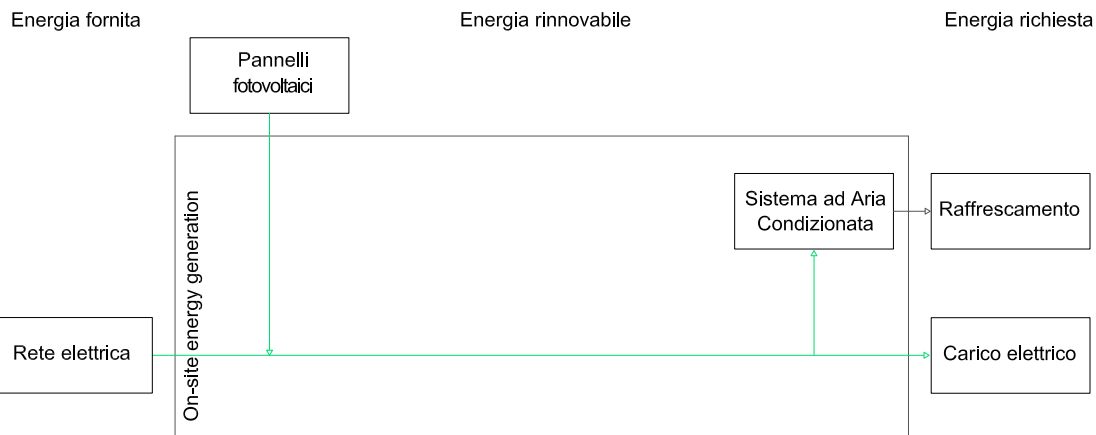 Energia fornita
Energia rinnovabile
Energia richiesta
Pannelli
fotovoltaici
On-site energy generation
Sistema ad Aria
Condizionata
Raffrescamento
Rete elettrica
Carico elettrico